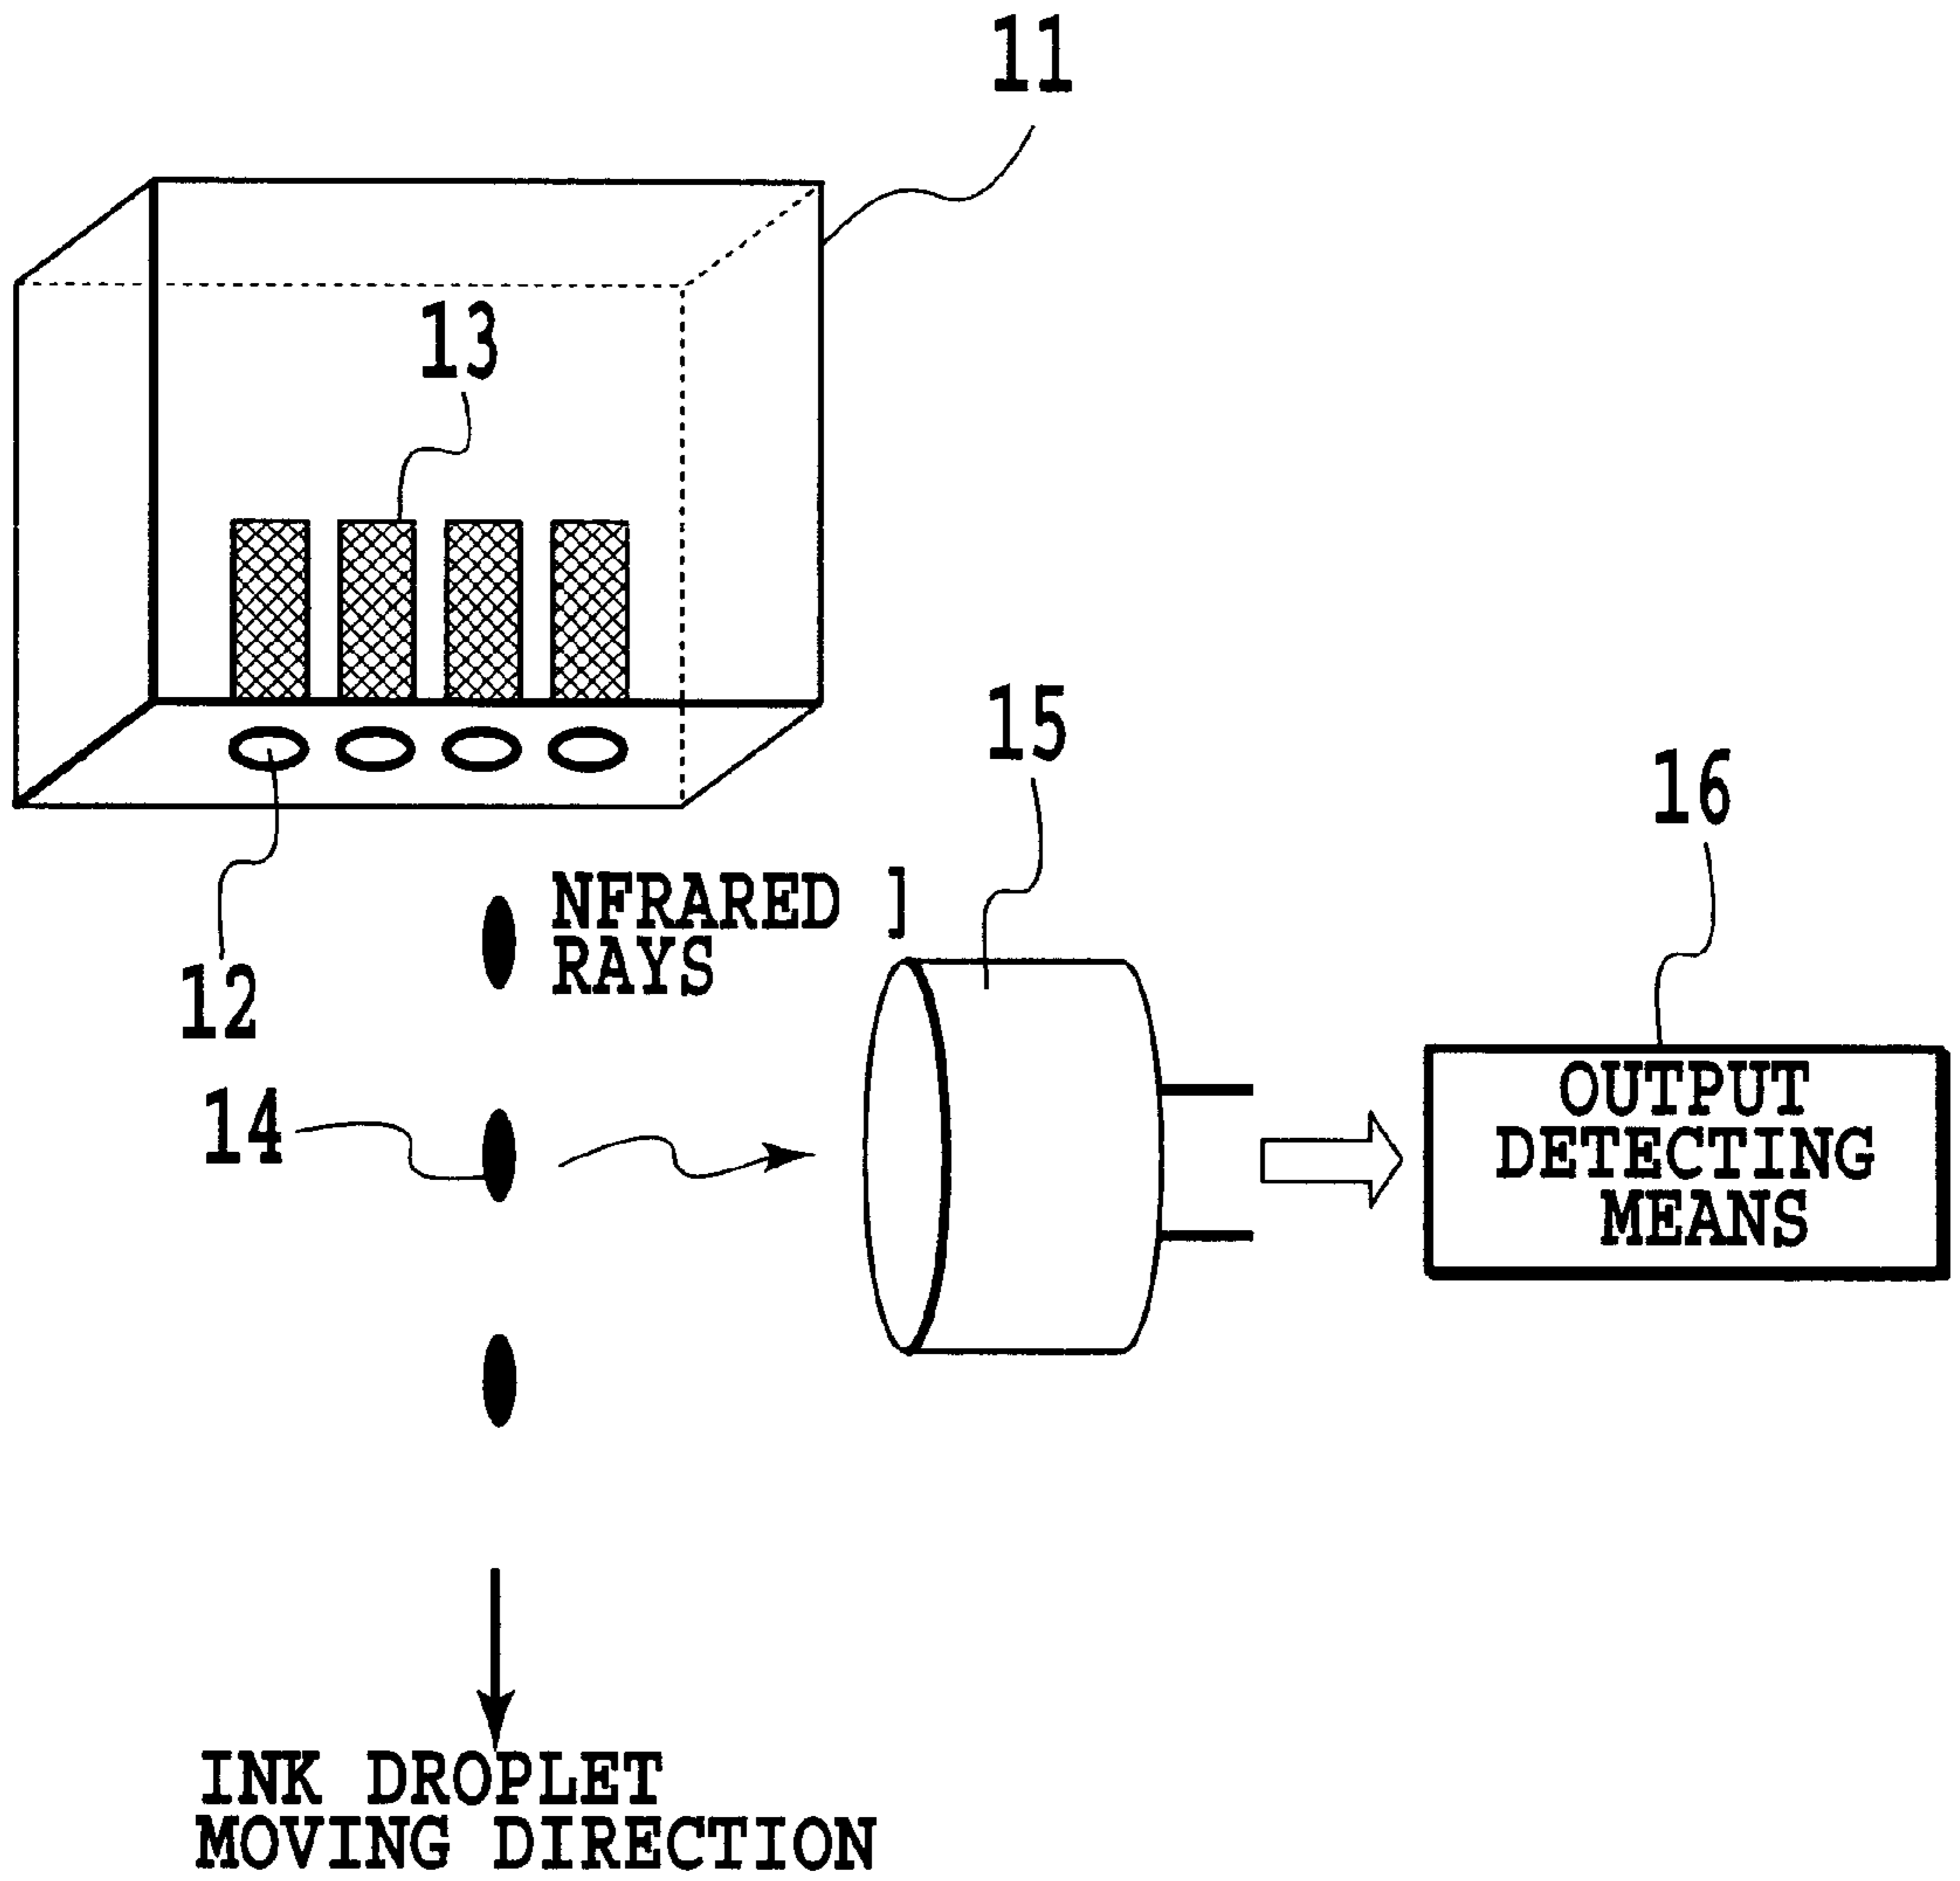 11
13
15
16
NFRARED ]
RAYS
12
14
OUTPUT
DETECTING
MEANS
INK DROPLET
MOVING DIRECTION